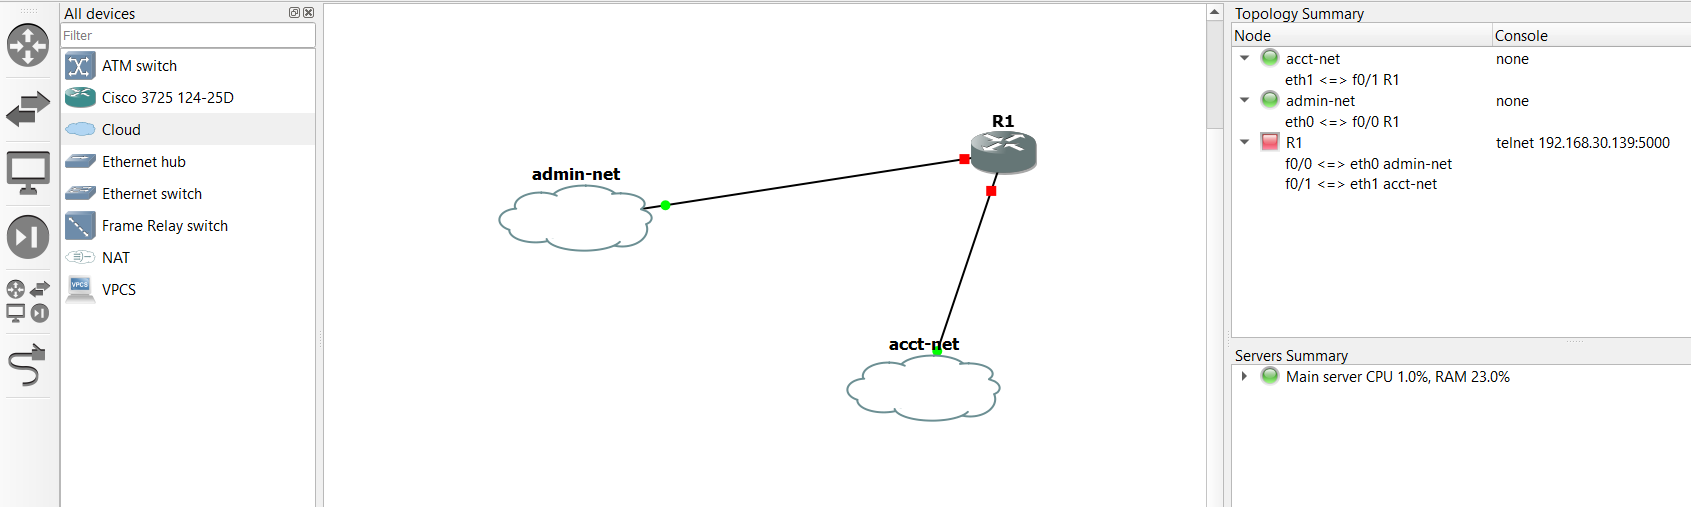 All devices
Filter
ATM switch
Cisco 3725 124-25D
Cloud
Ethernet hub
Ethernet switch
Frame Relay switch
NAT
VPCS
VPCS
R1
admin-net
acct-net
Topology Summary
Node Console
acct-net none
eth1 <=> f0/1 R1
admin-net none
eth0 <=> f0/0 R1
R1 telnet 192.168.30.139:5000
f0/0 <=> eth0 admin-net
f0/1 <=> eth1 acct-net
Servers Summary
Main server CPU 1.0%, RAM 23.0%